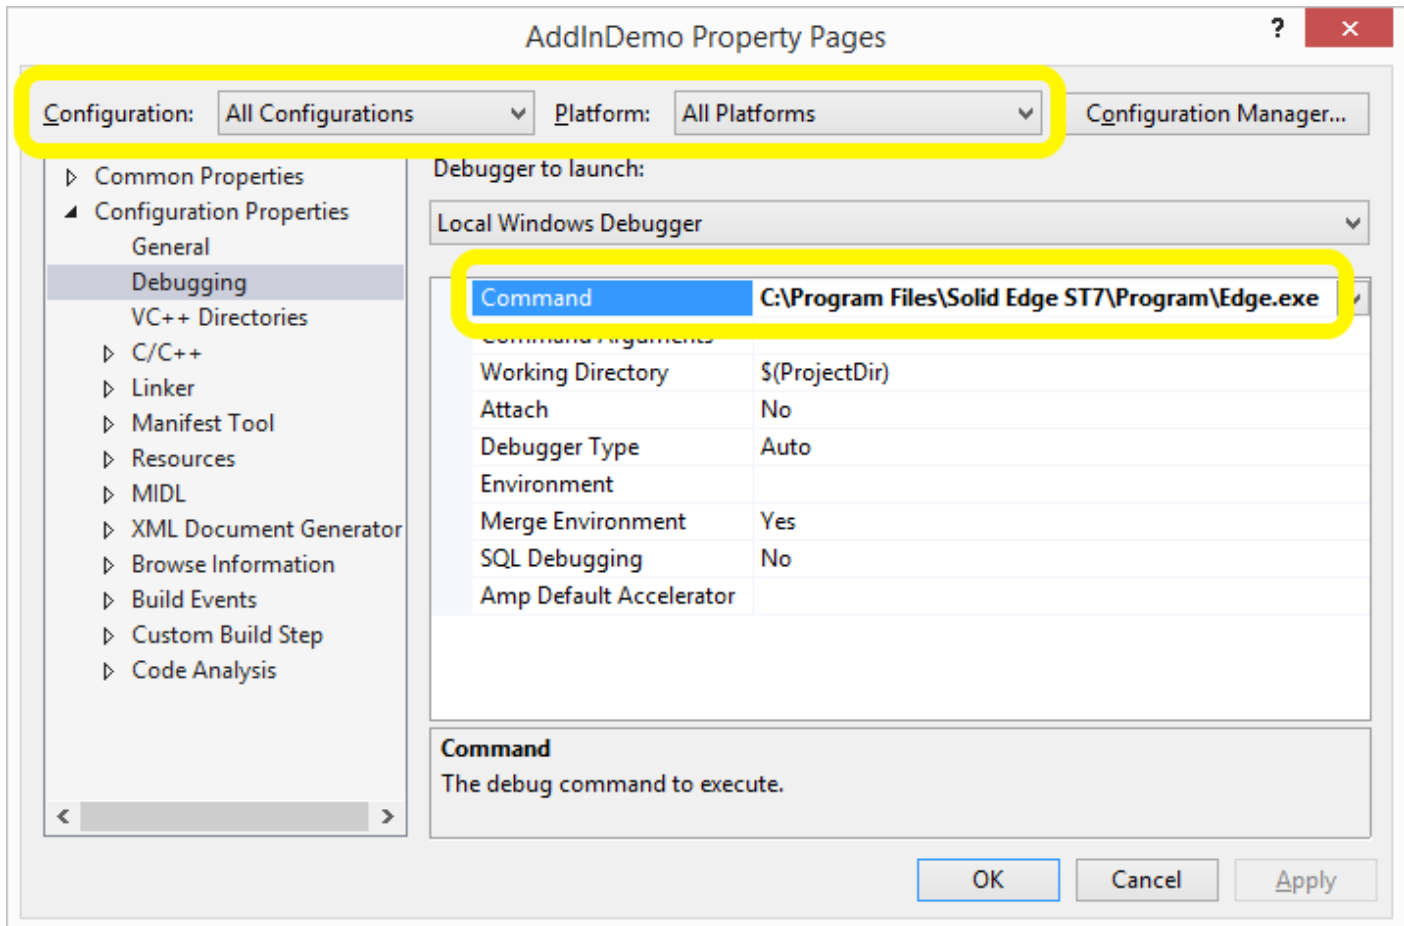 AddInDemo Property Pages
?
Configuration: All Configurations Platform: All Platforms Configuration Manager...
Common Properties
Configuration Properties
General
Debugging
VC++ Directories
C/C++
Linker
Manifest Tool
Resources
MIDL
XML Document Generator
Browse Information
Build Events
Custom Build Step
Code Analysis
Debugger to launch:
Local Windows Debugger
Command C:\Program Files\Solid Edge ST7\Program\Edge.exe
Command Arguments
Working Directory $(ProjectDir)
Attach No
Debugger Type Auto
Environment
Merge Environment Yes
SQL Debugging No
Amp Default Accelerator
Command
The debug command to execute.
OK Cancel Apply